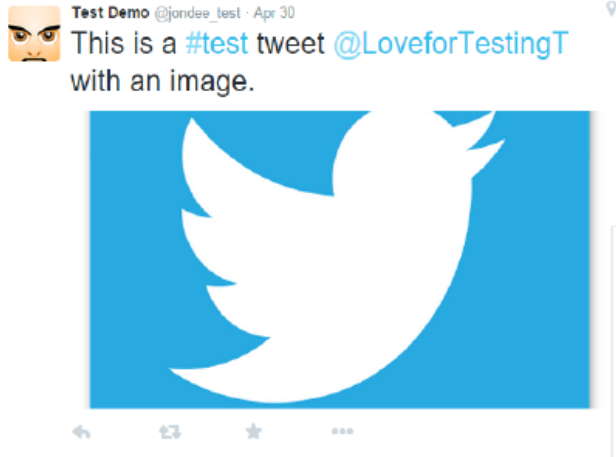 Test Demo @jondee_test · Apr 30
This is a #test tweet @LoveforTestingT
with an image.